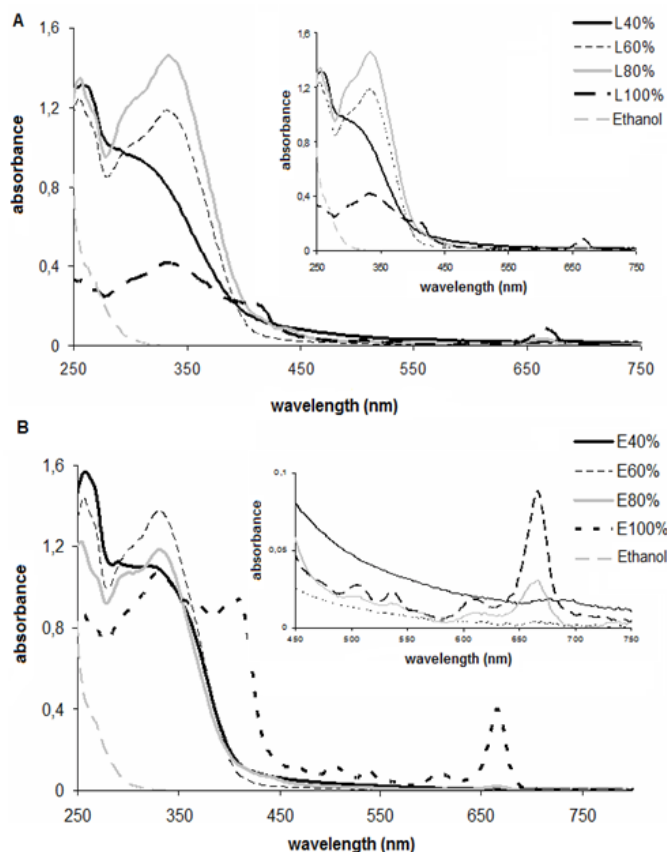 A
1,6
1,2
0,8
0,4
0
250 350 450 550 650 750
absorbance
wavelength (nm)
1,6
1,2
0,8
0,4
0
250 350 450 550 650 750
absorbance
wavelength (nm)
L40%
L60%
L80%
L100%
Ethanol
B
1,6
1,2
0,8
0,4
0
250 350 450 550 650 750
absorbance
wavelength (nm)
0,1
0,05
0
450 500 550 600 650 700 750
absorbance
wavelength (nm)
E40%
E60%
E80%
E100%
Ethanol